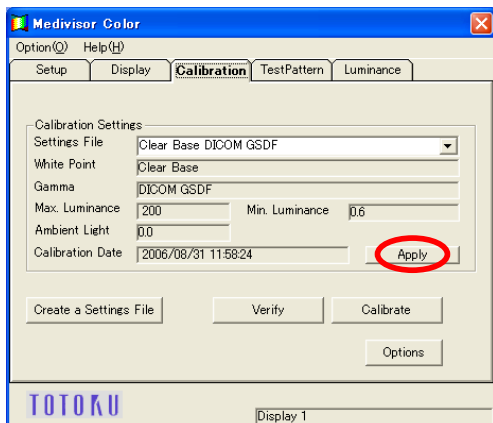 Medivisor Color
Option(O) Help(H)
Setup Display Calibration TestPattern Luminance
Calibration Settings
Settings File Clear Base DICOM GSDF
White Point Clear Base
Gamma DICOM GSDF
Max. Luminance 200 Min. Luminance 0.6
Ambient Light 0.0
Calibration Date 2006/08/31 11:58:24 Apply
Create a Settings File Verify Calibrate
Options
TOTOKU
Display 1